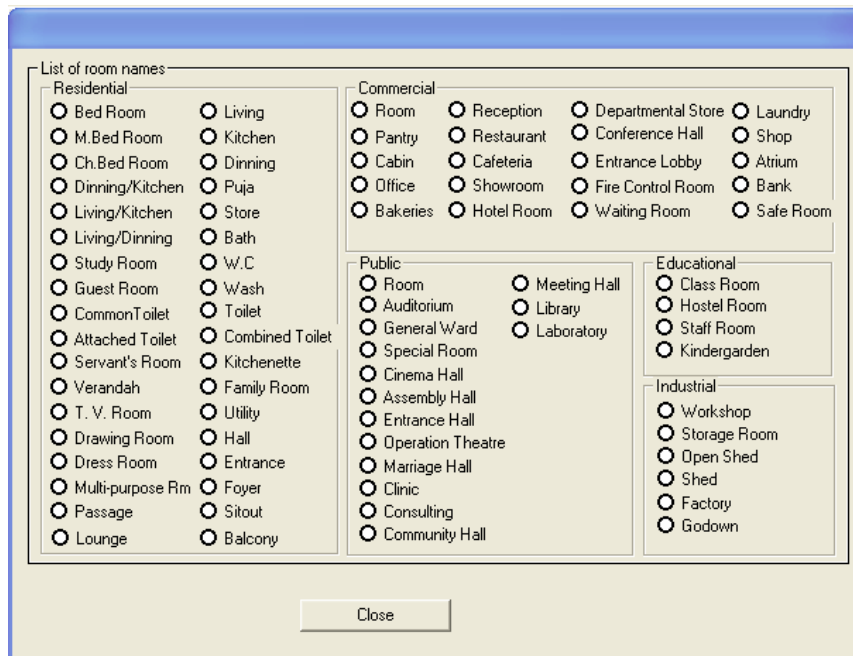 List of room names
Residential
Bed Room
M.Bed Room
Ch.Bed Room
Dinning/Kitchen
Living/Kitchen
Living/Dinning
Study Room
Guest Room
CommonToilet
Attached Toilet
Servant's Room
Verandah
T. V. Room
Drawing Room
Dress Room
Multi-purpose Rm
Passage
Lounge
Living
Kitchen
Dinning
Puja
Store
Bath
W.C
Wash
Toilet
Combined Toilet
Kitchenette
Family Room
Utility
Hall
Entrance
Foyer
Sitout
Balcony
Commercial
Room
Pantry
Cabin
Office
Bakeries
Reception
Restaurant
Cafeteria
Showroom
Hotel Room
Departmental Store
Conference Hall
Entrance Lobby
Fire Control Room
Waiting Room
Laundry
Shop
Atrium
Bank
Safe Room
Public
Room
Auditorium
General Ward
Special Room
Cinema Hall
Assembly Hall
Entrance Hall
Operation Theatre
Marriage Hall
Clinic
Consulting
Community Hall
Meeting Hall
Library
Laboratory
Educational
Class Room
Hostel Room
Staff Room
Kindergarden
Industrial
Workshop
Storage Room
Open Shed
Shed
Factory
Godown
Close